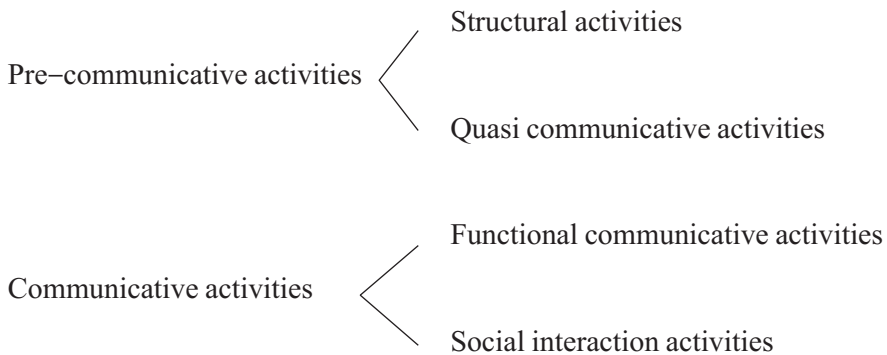 Structural activities
Pre−communicative activities
Quasi communicative activities
Functional communicative activities
Communicative activities
Social interaction activities